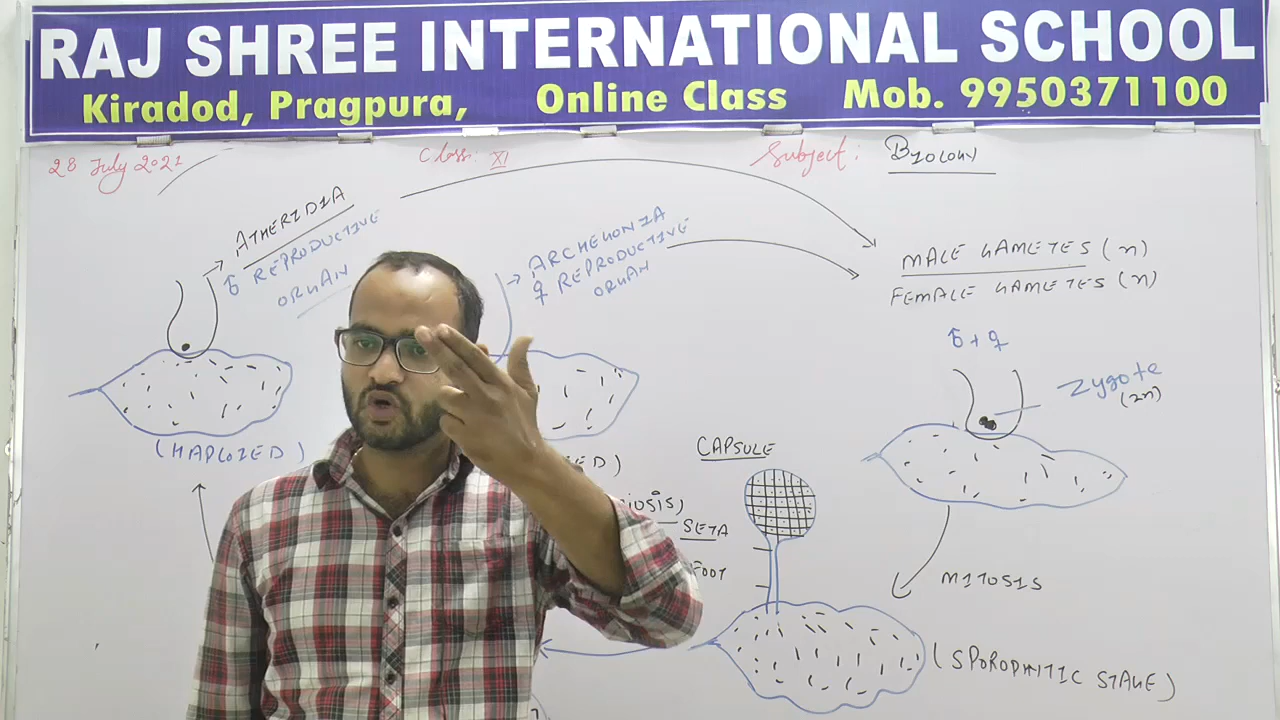 RAJ SHREE INTERNATIONAL SCHOOL
Kiradod, Pragpura, Online Class Mob. 9950371100
28 July 2021 Class: XI Subject: BIOLOGY
ATHERIDIA
♂ REPRODUCTIVE
ORGAN
ARCHEGONIA
♀ REPRODUCTIVE
ORGAN
MALE GAMETES (n)
FEMALE GAMETES (n)
♂ + ♀
Zygote
(2n)
(HAPLOIED)
CAPSULE
SETA
FOOT
MITOSIS
(SPOROPHITIC STAGE)